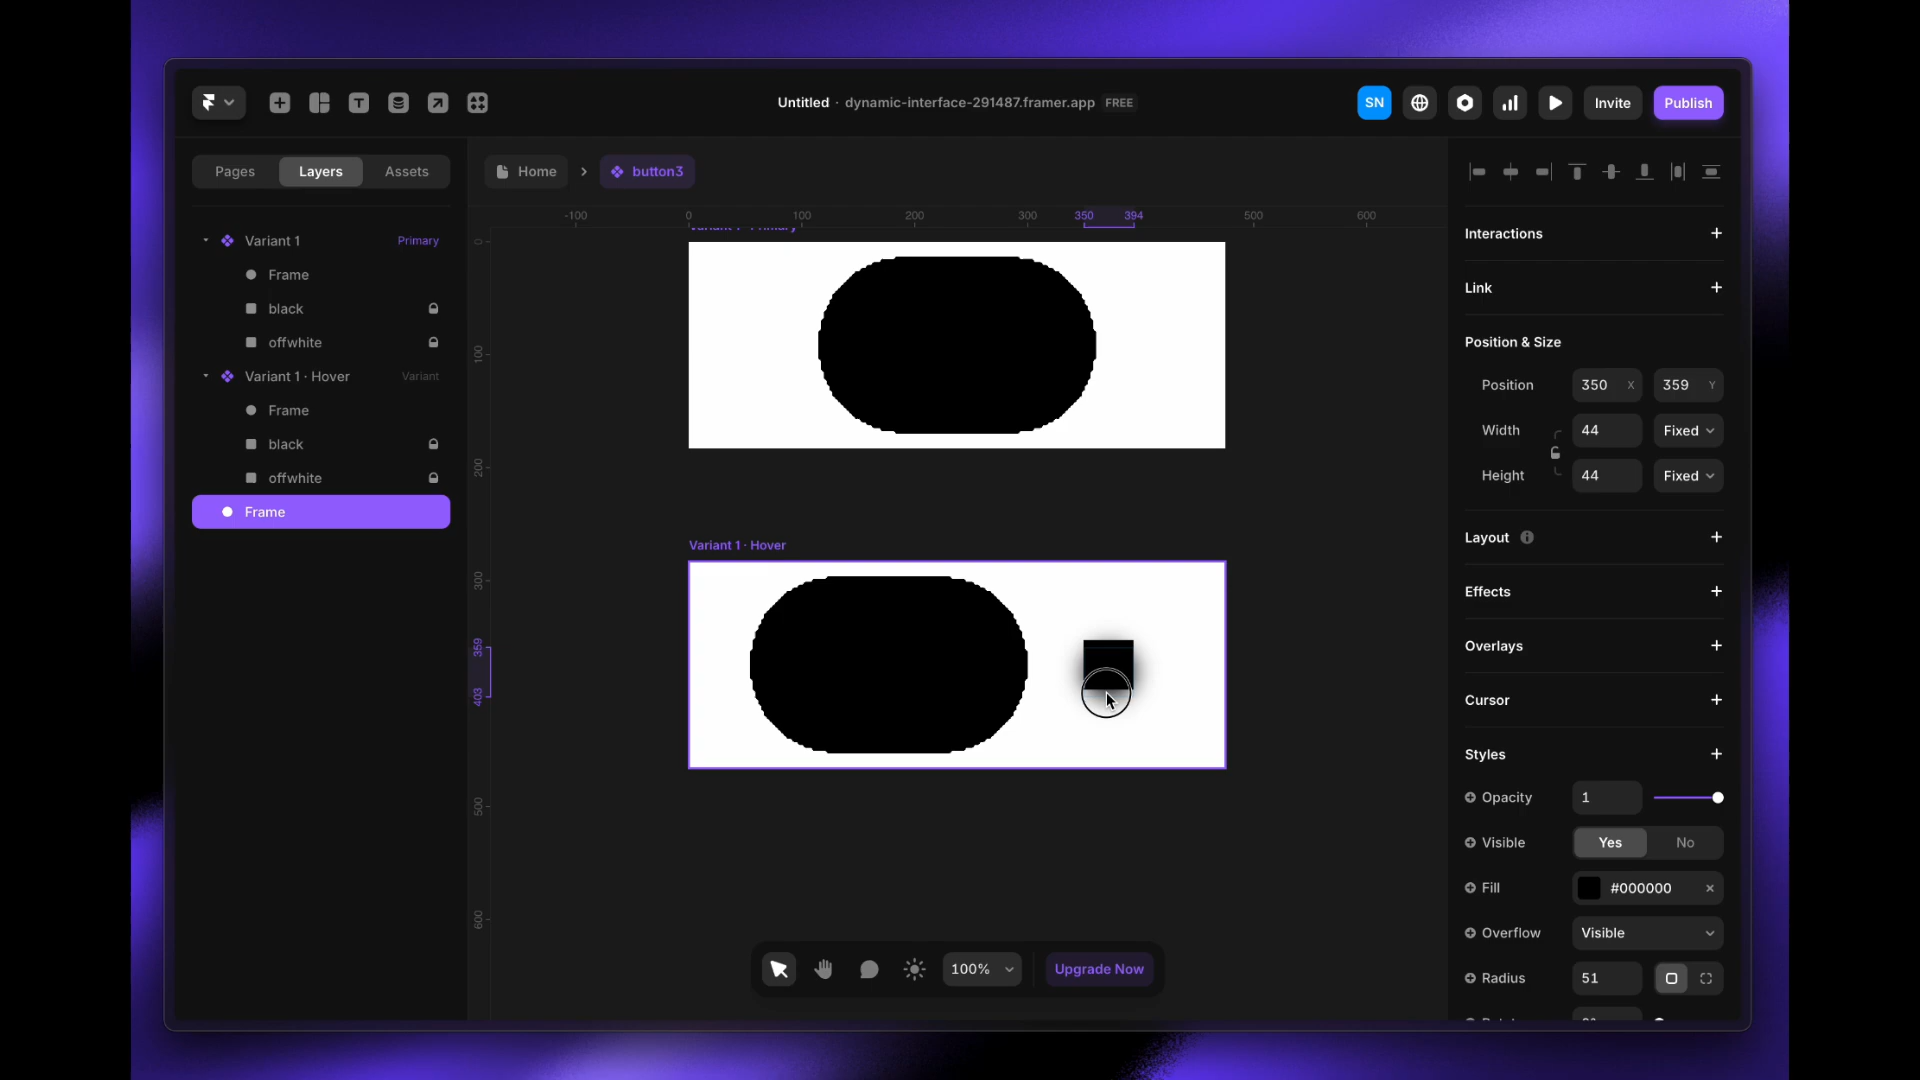 Untitled · dynamic-interface-291487.framer.app FREE
SN
Invite
Publish
Pages
Layers
Assets
Home
button3
-100 0 100 200 300 350 394 500 600
Variant 1 Primary
Frame
black
offwhite
Variant 1 · Hover Variant
Frame
black
offwhite
Frame
Variant 1 · Primary
Variant 1 · Hover
0
100
200
300
359
403
500
600
100%
Upgrade Now
Interactions
Link
Position & Size
Position 350 X 359 Y
Width 44 Fixed
Height 44 Fixed
Layout
Effects
Overlays
Cursor
Styles
Opacity 1
Visible Yes No
Fill #000000
Overflow Visible
Radius 51